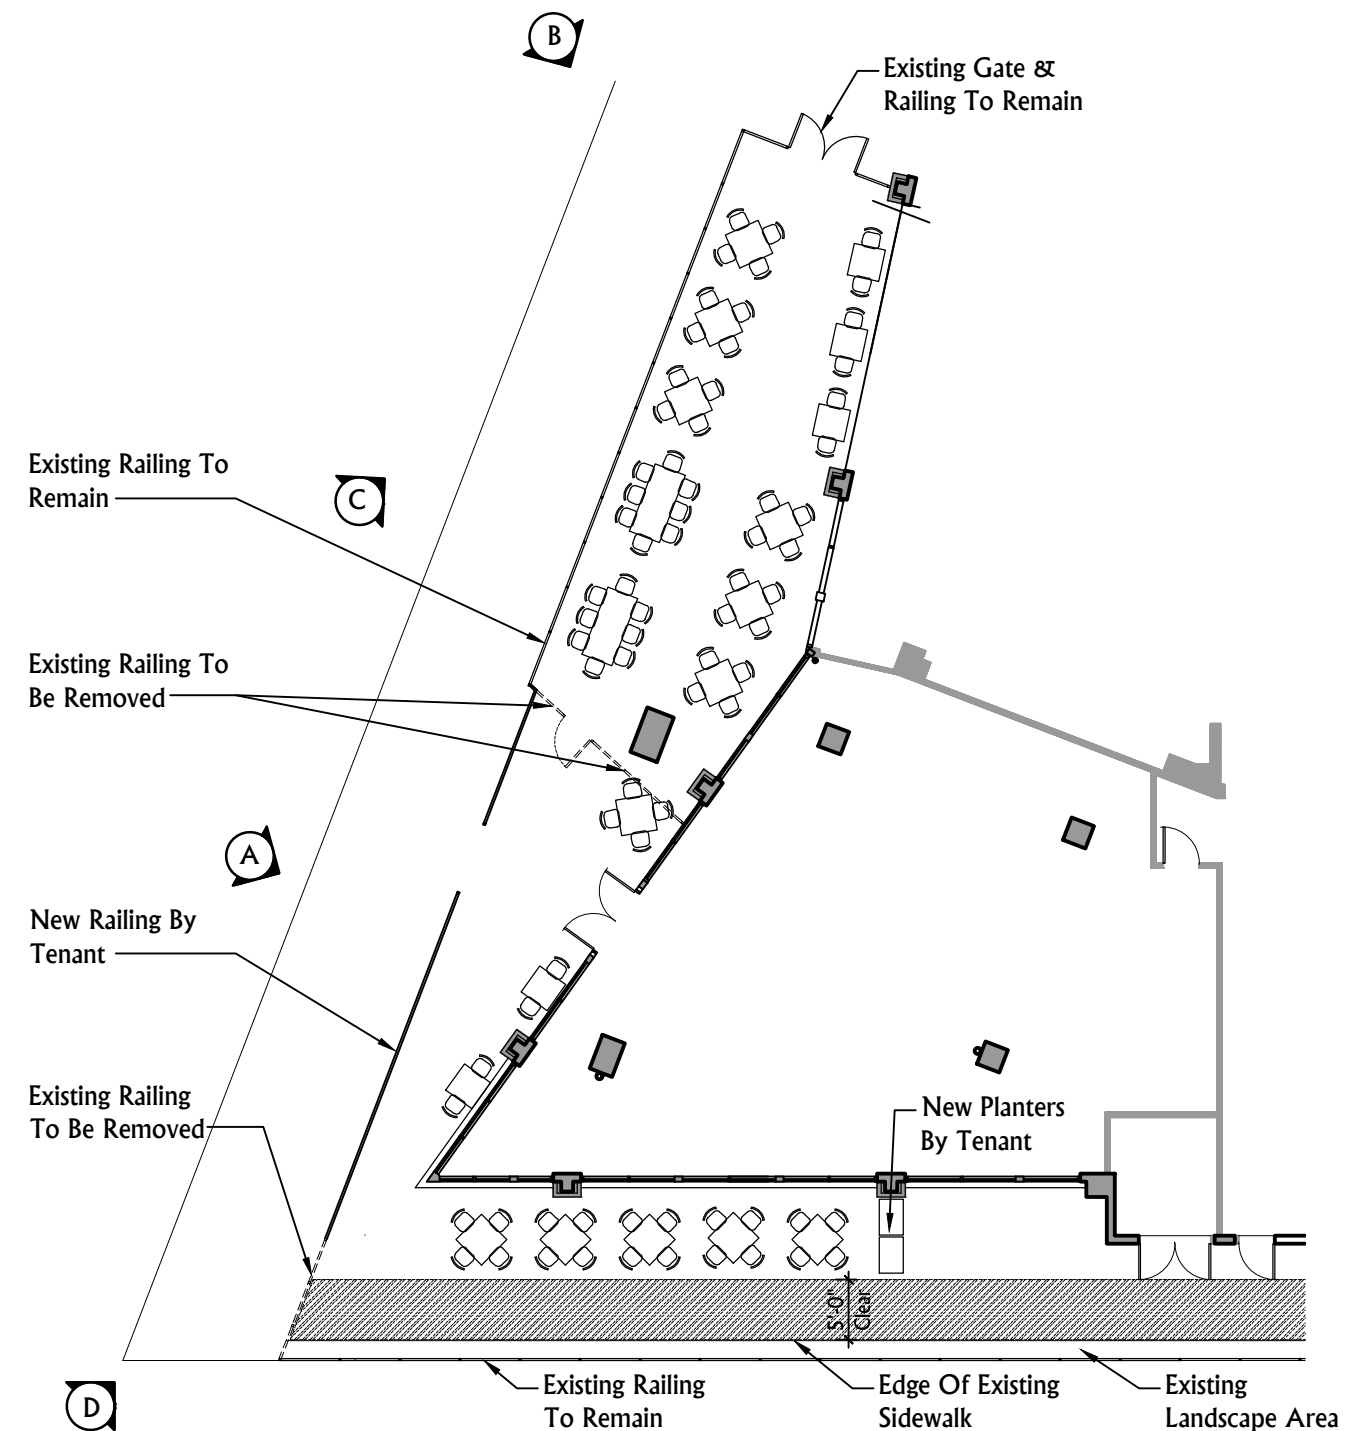 B
Existing Gate &
Railing To Remain
Existing Railing To
Remain
C
Existing Railing To
Be Removed
A
New Railing By
Tenant
Existing Railing
To Be Removed
New Planters
By Tenant
5'-0"
Clear
D
Existing Railing
To Remain
Edge Of Existing
Sidewalk
Existing
Landscape Area